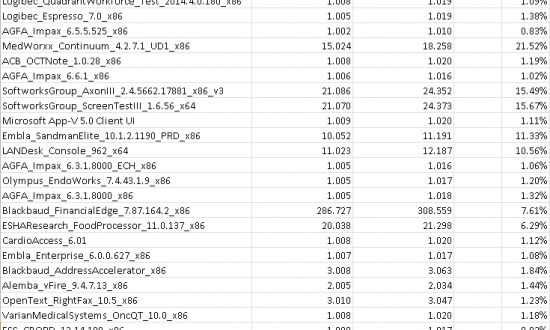 Logibec_QuadrantWorkforce_Test_2014.4.0.180_x86 1.008 1.019 1.09%
Logibec_Espresso_7.0_x86 1.005 1.019 1.38%
AGFA_Impax_6.5.5.525_x86 1.002 1.010 0.83%
MedWorxx_Continuum_4.2.7.1_UD1_x86 15.024 18.258 21.52%
ACB_OCTNote_1.0.28_x86 1.008 1.020 1.19%
AGFA_Impax_6.6.1_x86 1.006 1.016 1.02%
SoftworksGroup_AxonIII_2.4.5662.17881_x86_v3 21.086 24.352 15.49%
SoftworksGroup_ScreenTestIII_1.6.56_x64 21.070 24.373 15.67%
Microsoft App-V 5.0 Client UI 1.009 1.020 1.11%
Embla_SandmanElite_10.1.2.1190_PRD_x86 10.052 11.191 11.33%
LANDesk_Console_962_x64 11.023 12.187 10.56%
AGFA_Impax_6.3.1.8000_ECH_x86 1.005 1.016 1.06%
Olympus_EndoWorks_7.4.43.1.9_x86 1.005 1.017 1.20%
AGFA_Impax_6.3.1.8000_x86 1.005 1.018 1.32%
Blackbaud_FinancialEdge_7.87.164.2_x86 286.727 308.559 7.61%
ESHAResearch_FoodProcessor_11.0.137_x86 20.038 21.298 6.29%
CardioAccess_6.01 1.008 1.020 1.12%
Embla_Enterprise_6.0.0.627_x86 1.007 1.017 1.08%
Blackbaud_AddressAccelerator_x86 3.008 3.063 1.84%
Alemba_vFire_9.4.7.13_x86 2.005 2.034 1.44%
OpenText_RightFax_10.5_x86 3.010 3.047 1.23%
VarianMedicalSystems_OncQT_10.0_x86 1.008 1.020 1.18%